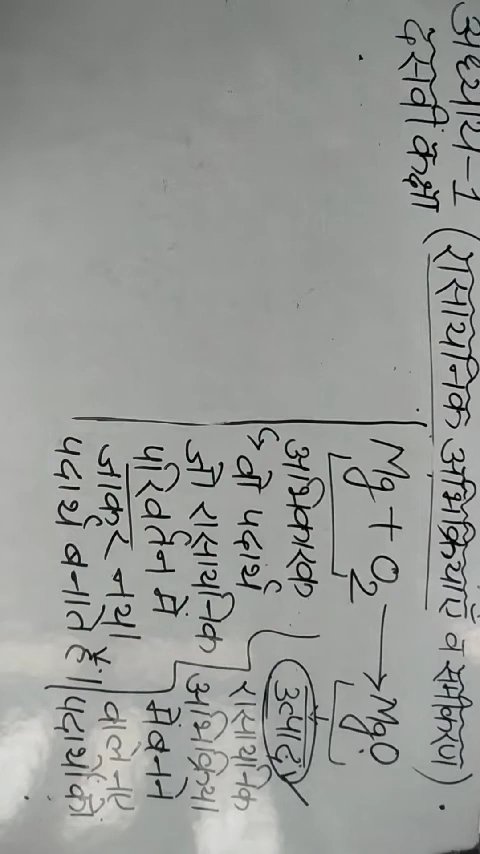 अध्याय-1 (रासायनिक अभिक्रियाएं व समीकरण).
दसवीं कक्षा
Mg + O2 → MgO
अभिकारक
↳ वो पदार्थ
जो रासायनिक
परिवर्तन में
जाकर नया
पदार्थ बनाते हैं।
उत्पाद
रासायनिक
अभिक्रिया
में बनने
वाले नए
पदार्थ को